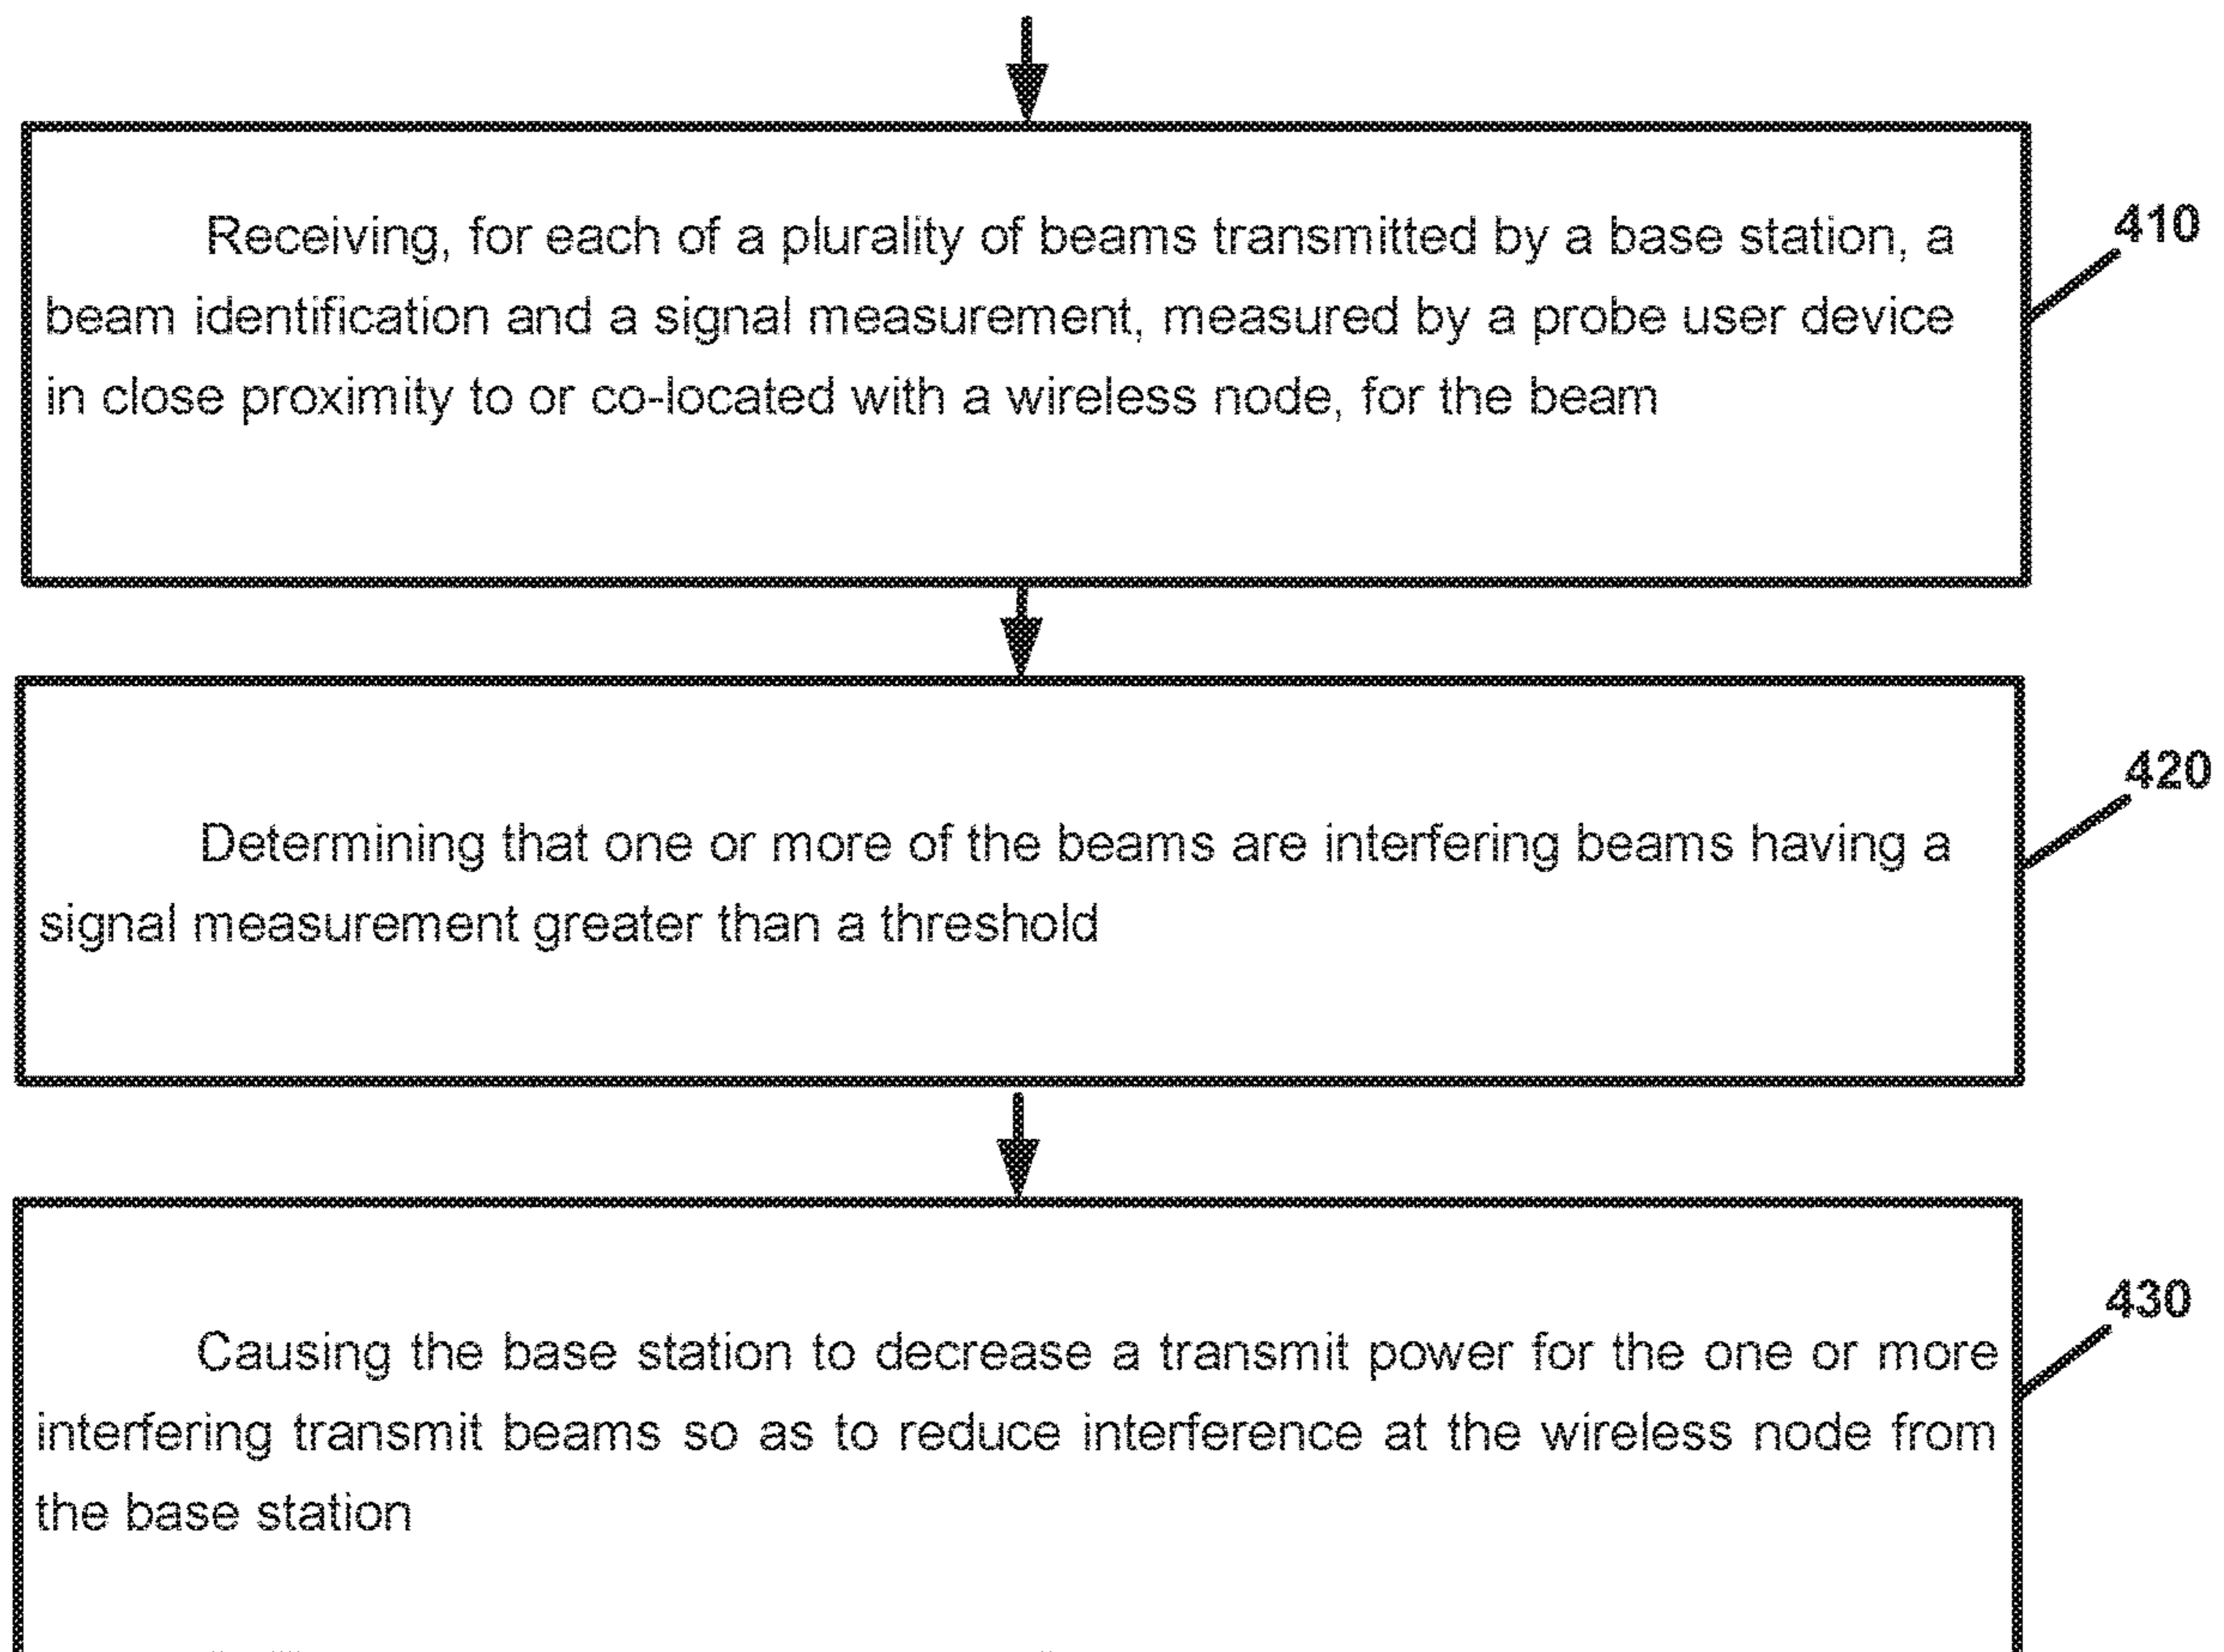 Receiving, for each of a plurality of beams transmitted by a base station, a
beam identification and a signal measurement, measured by a probe user device
in close proximity to or co-located with a wireless node, for the beam
410
Determining that one or more of the beams are interfering beams having a
signal measurement greater than a threshold
420
Causing the base station to decrease a transmit power for the one or more
interfering transmit beams so as to reduce interference at the wireless node from
the base station
430